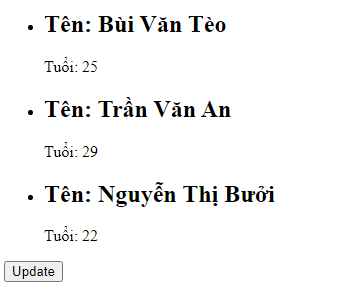 Tên: Bùi Văn Tèo
Tuổi: 25
Tên: Trần Văn An
Tuổi: 29
Tên: Nguyễn Thị Bưởi
Tuổi: 22
Update